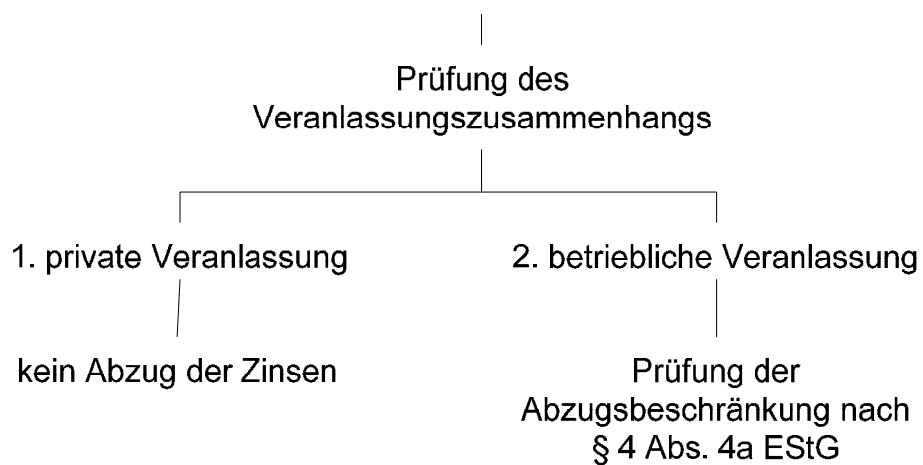 Prüfung des
Veranlassungszusammenhangs
1. private Veranlassung
2. betriebliche Veranlassung
kein Abzug der Zinsen
Prüfung der
Abzugsbeschränkung nach
§ 4 Abs. 4a EStG